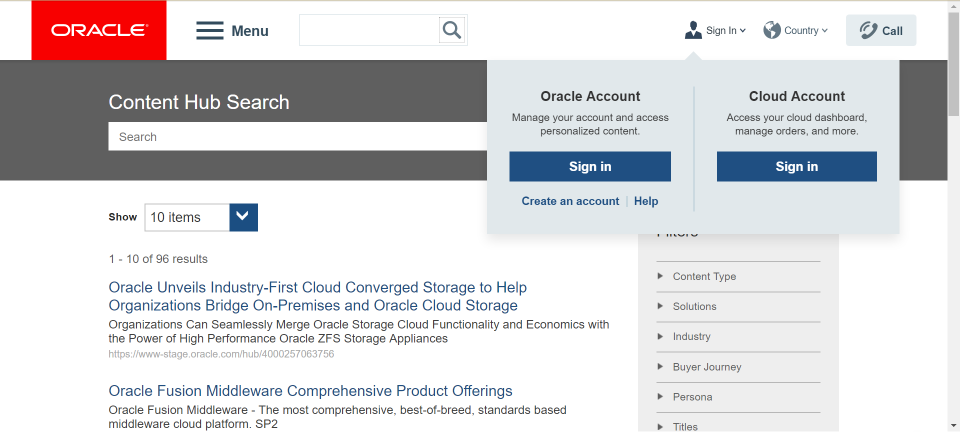 ORACLE
Menu
Sign In
Country
Call
Oracle Account
Manage your account and access
personalized content.
Sign in
Create an account | Help
Cloud Account
Access your cloud dashboard,
manage orders, and more.
Sign in
Content Hub Search
Search
Show
10 items
1 - 10 of 96 results
Oracle Unveils Industry-First Cloud Converged Storage to Help
Organizations Bridge On-Premises and Oracle Cloud Storage
Organizations Can Seamlessly Merge Oracle Storage Cloud Functionality and Economics with
the Power of High Performance Oracle ZFS Storage Appliances
https://www-stage.oracle.com/hub/4000257063756
Oracle Fusion Middleware Comprehensive Product Offerings
Oracle Fusion Middleware - The most comprehensive, best-of-breed, standards based
middleware cloud platform. SP2
Filters
Content Type
Solutions
Industry
Buyer Journey
Persona
Titles